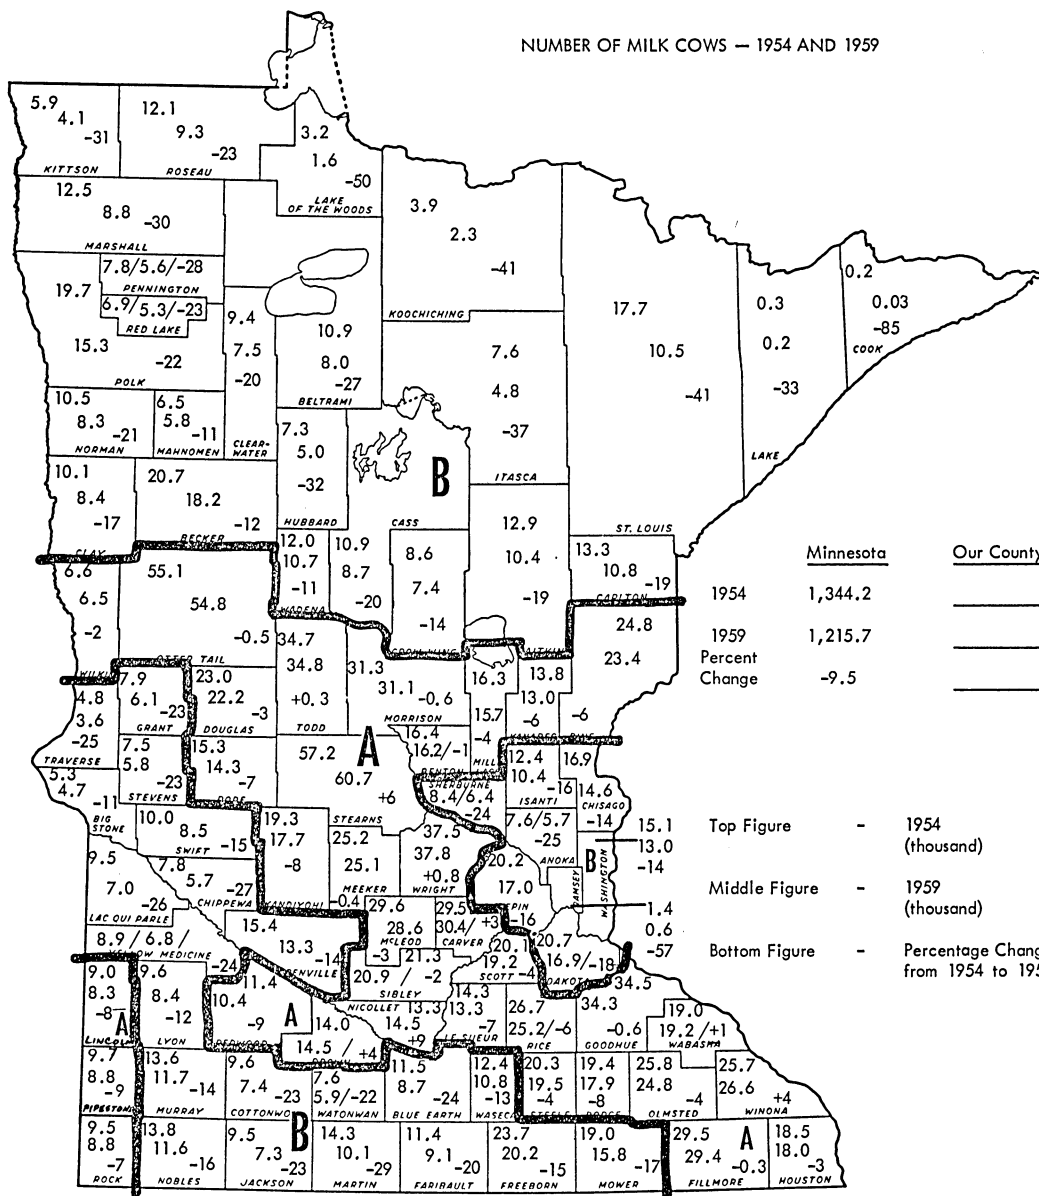 NUMBER OF MILK COWS — 1954 AND 1959
5.9
4.1
-31
KITTSON
12.1
9.3
-23
ROSEAU
3.2
1.6
-50
LAKE
OF THE WOODS
12.5
8.8 -30
MARSHALL
3.9
2.3
-41
KOOCHICHING
7.8/5.6/-28
PENNINGTON
6.9/5.3/-23
RED LAKE
19.7
15.3
-22
POLK
9.4
7.5
-20
CLEAR-
WATER
10.9
8.0
-27
BELTRAMI
7.6
4.8
-37
ITASCA
17.7
10.5
-41
ST. LOUIS
0.3
0.2
-33
LAKE
0.2
0.03
-85
COOK
10.5
8.3
-21
NORMAN
6.5
5.8
-11
MAHNOMEN
7.3
5.0
-32
HUBBARD
B
CASS
10.1
8.4
-17
CLAY
20.7
18.2
-12
BECKER
12.0
10.7
-11
WADENA
10.9
8.7
-20
8.6
7.4
-14
12.9
10.4
-19
AITKIN
13.3
10.8
-19
CARLTON
6.6
6.5
-2
55.1
54.8
-0.5
OTTER TAIL
34.7
34.8
+0.3
TODD
31.3
31.1 -0.6
MORRISON
16.3
15.7
-4
MILLE
13.8
13.0
-6
KANABEC
24.8
23.4
-6
PINE
Minnesota
Our County
1954 1,344.2
1959 1,215.7
Percent
Change -9.5
4.8
3.6
-25
TRAVERSE
7.9
6.1
-23
GRANT
23.0
22.2
-3
DOUGLAS
7.5
5.8
-23
STEVENS
15.3
14.3
-7
POPE
57.2
60.7
+6
STEARNS
A
16.4
16.2/-1
BENTON
SHERBURNE
8.4/6.4
-24
12.4
10.4
-16
ISANTI
16.9
14.6
-14
CHISAGO
5.3
4.7
-11
BIG
STONE
10.0
8.5
-15
SWIFT
19.3
17.7
-8
KANDIYOHI
25.2
25.1
MEEKER
-0.4
37.5
37.8
+0.8
WRIGHT
7.6/5.7
-25
ANOKA
B
RAMSEY
WASHINGTON
15.1
13.0
-14
1.4
0.6
-57
Top Figure - 1954
(thousand)
Middle Figure - 1959
(thousand)
Bottom Figure - Percentage Chang
from 1954 to 195
9.5
7.0
-26
LAC QUI PARLE
7.8
5.7
-27
CHIPPEWA
20.2
17.0
-16
8.9/6.8/
YELLOW MEDICINE
-24
15.4
13.3
-14
RENVILLE
29.6
28.6
McLEOD
-3
29.5
30.4/+3
CARVER
20.1
19.2
SCOTT -4
20.7
16.9/-18
DAKOTA
21.3
20.9 / -2
SIBLEY
9.0
8.3
-8
A
LINCOLN
9.6
8.4
-12
LYON
11.4
10.4
-9
REDWOOD
A
14.0
14.5 / +4
NICOLLET 13.3
14.5
+9
14.3
13.3
-7
LE SUEUR
26.7
25.2/-6
RICE
34.5
34.3
-0.6
GOODHUE
19.0
19.2/+1
WABASHA
9.7
8.8
-9
PIPESTONE
13.6
11.7
-14
MURRAY
9.6
7.4
-23
COTTONWO
7.6
5.9/-22
WATONWAN
11.5
8.7
-24
BLUE EARTH
12.4
10.8
-13
WASECA
20.3
19.5
-4
STEELE
19.4
17.9
-8
DODGE
25.8
24.8
-4
OLMSTED
25.7
26.6
+4
WINONA
9.5
8.8
-7
ROCK
13.8
11.6
-16
NOBLES
9.5
7.3
-23
JACKSON
B
14.3
10.1
-29
MARTIN
11.4
9.1
-20
FARIBAULT
23.7
20.2
-15
FREEBORN
19.0
15.8
-17
MOWER
29.5
29.4
-0.3
FILLMORE
A
18.5
18.0
-3
HOUSTON